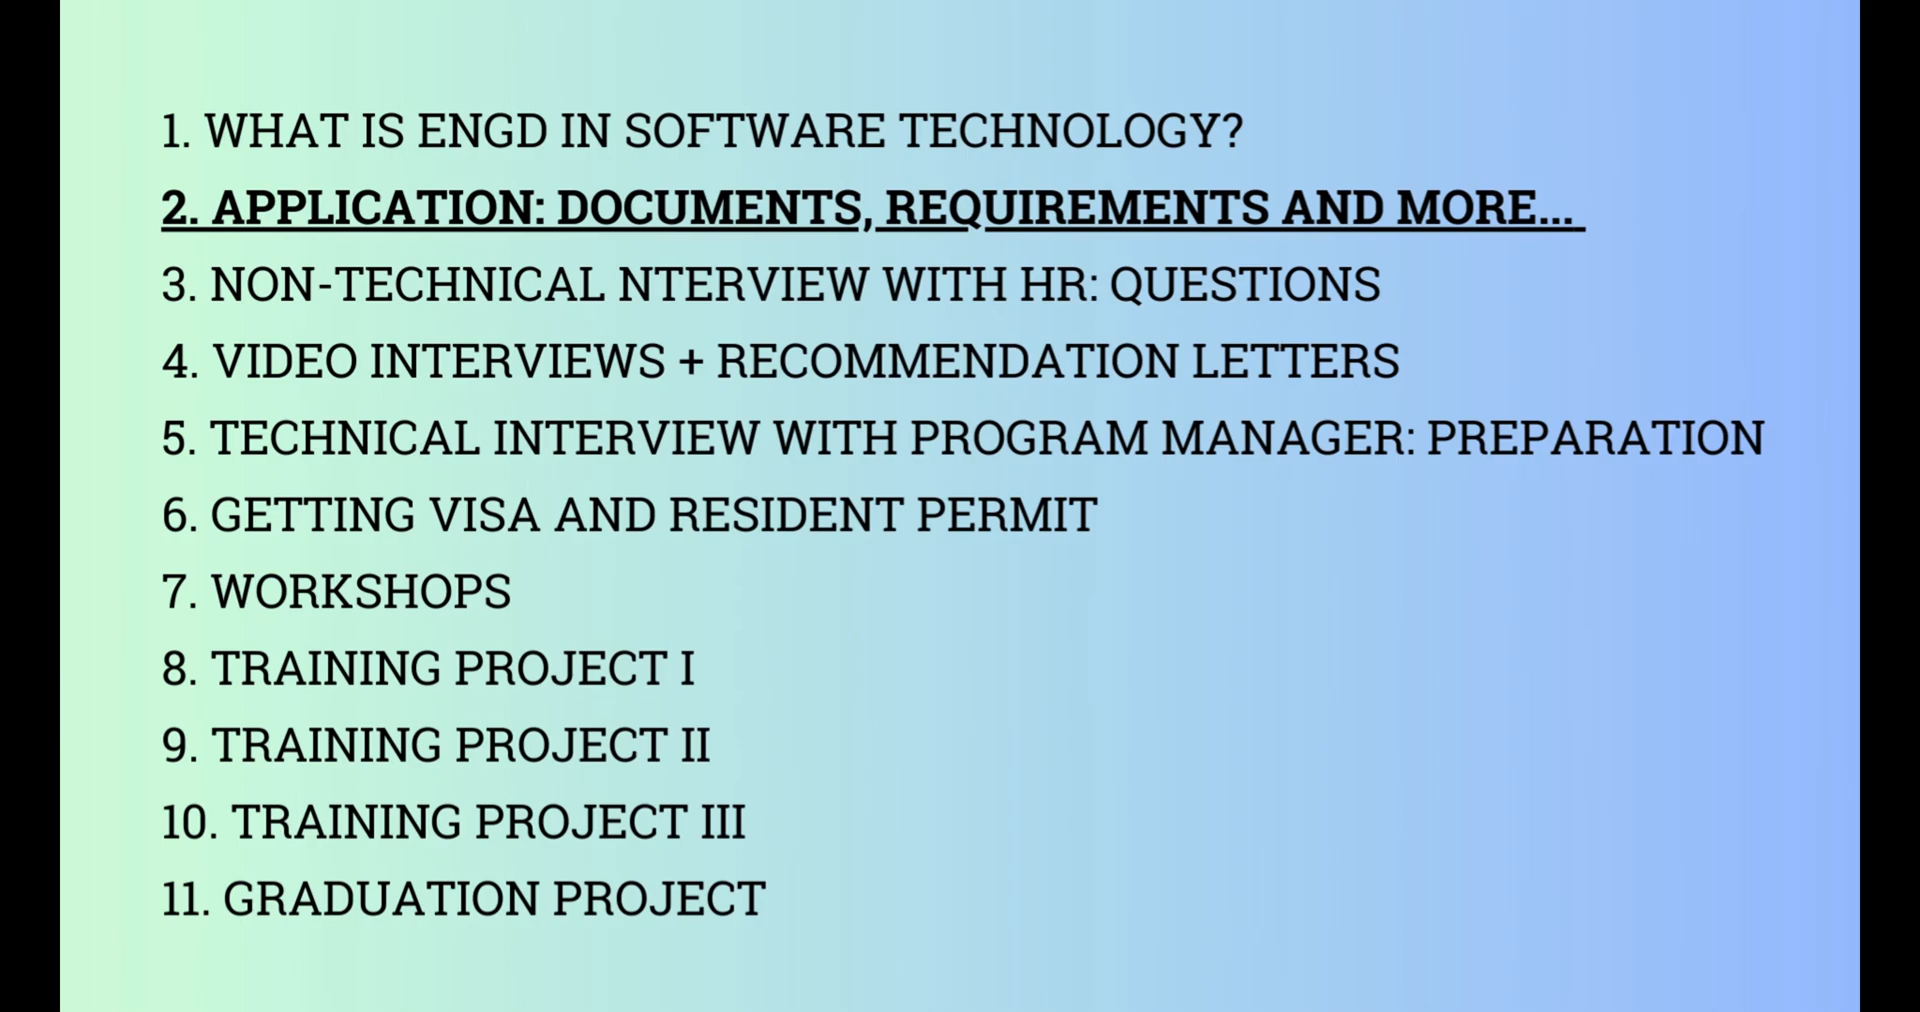 1. WHAT IS ENGD IN SOFTWARE TECHNOLOGY?
2. APPLICATION: DOCUMENTS, REQUIREMENTS AND MORE...
3. NON-TECHNICAL NTERVIEW WITH HR: QUESTIONS
4. VIDEO INTERVIEWS + RECOMMENDATION LETTERS
5. TECHNICAL INTERVIEW WITH PROGRAM MANAGER: PREPARATION
6. GETTING VISA AND RESIDENT PERMIT
7. WORKSHOPS
8. TRAINING PROJECT I
9. TRAINING PROJECT II
10. TRAINING PROJECT III
11. GRADUATION PROJECT